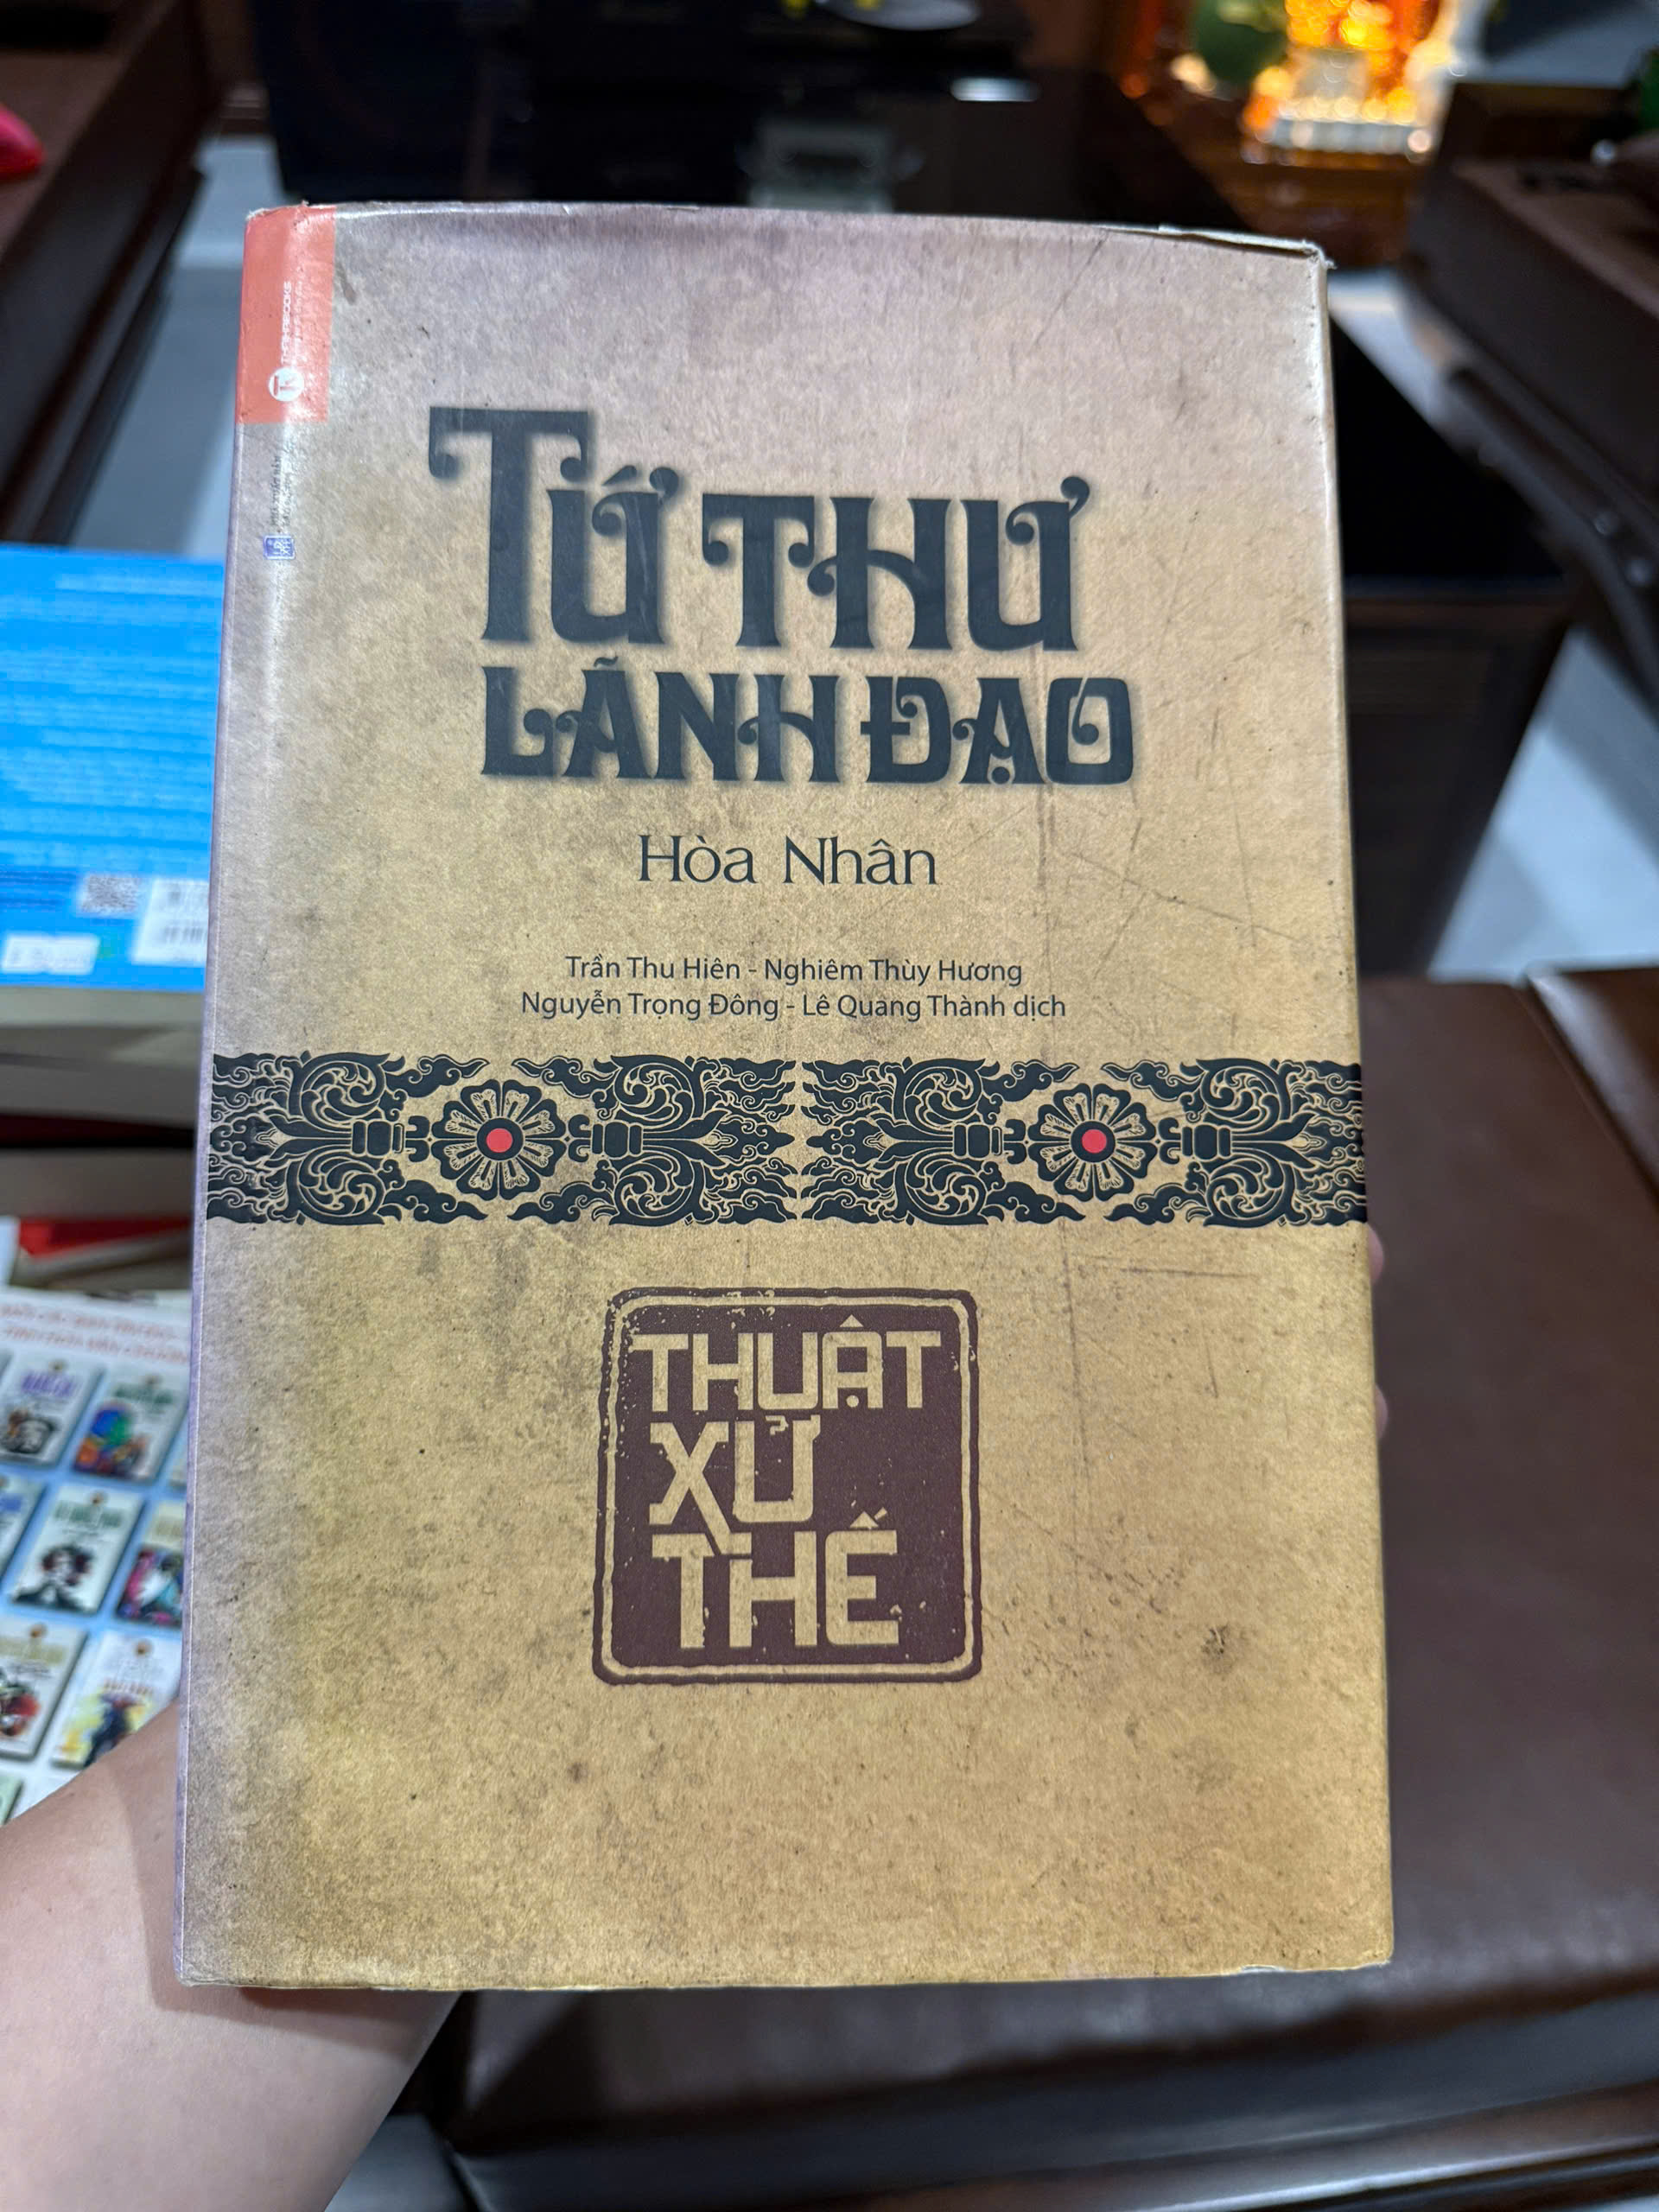 THAIHABOOKS
TỨ THƯ
LÃNH ĐẠO
Hòa Nhân
Trần Thu Hiên - Nghiêm Thùy Hương
Nguyễn Trọng Đông - Lê Quang Thành dịch
THUẬT
XỬ
THẾ